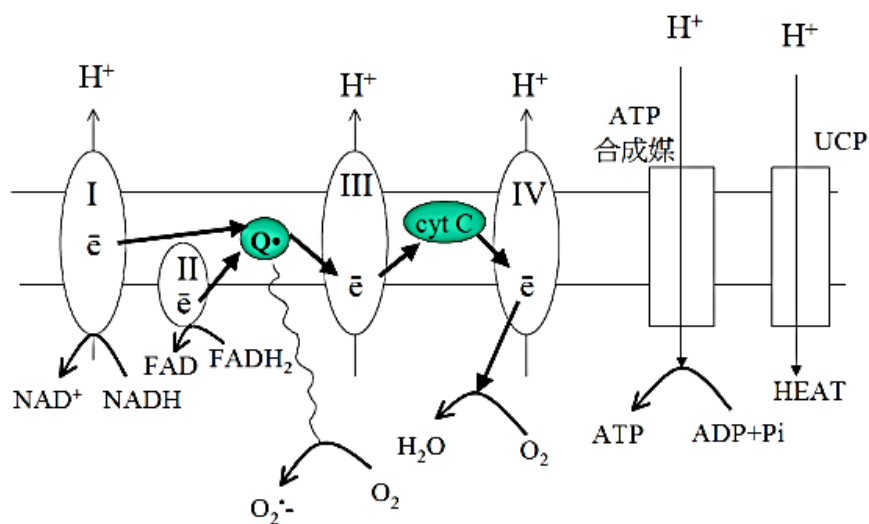 H⁺
H⁺
H⁺
H⁺
H⁺
ATP
合成媒
UCP
I
III
IV
Q•
cyt C
ē
II
ē
ē
ē
FAD
FADH₂
NAD⁺
NADH
HEAT
H₂O
O₂
ATP
ADP+Pi
O₂•-
O₂